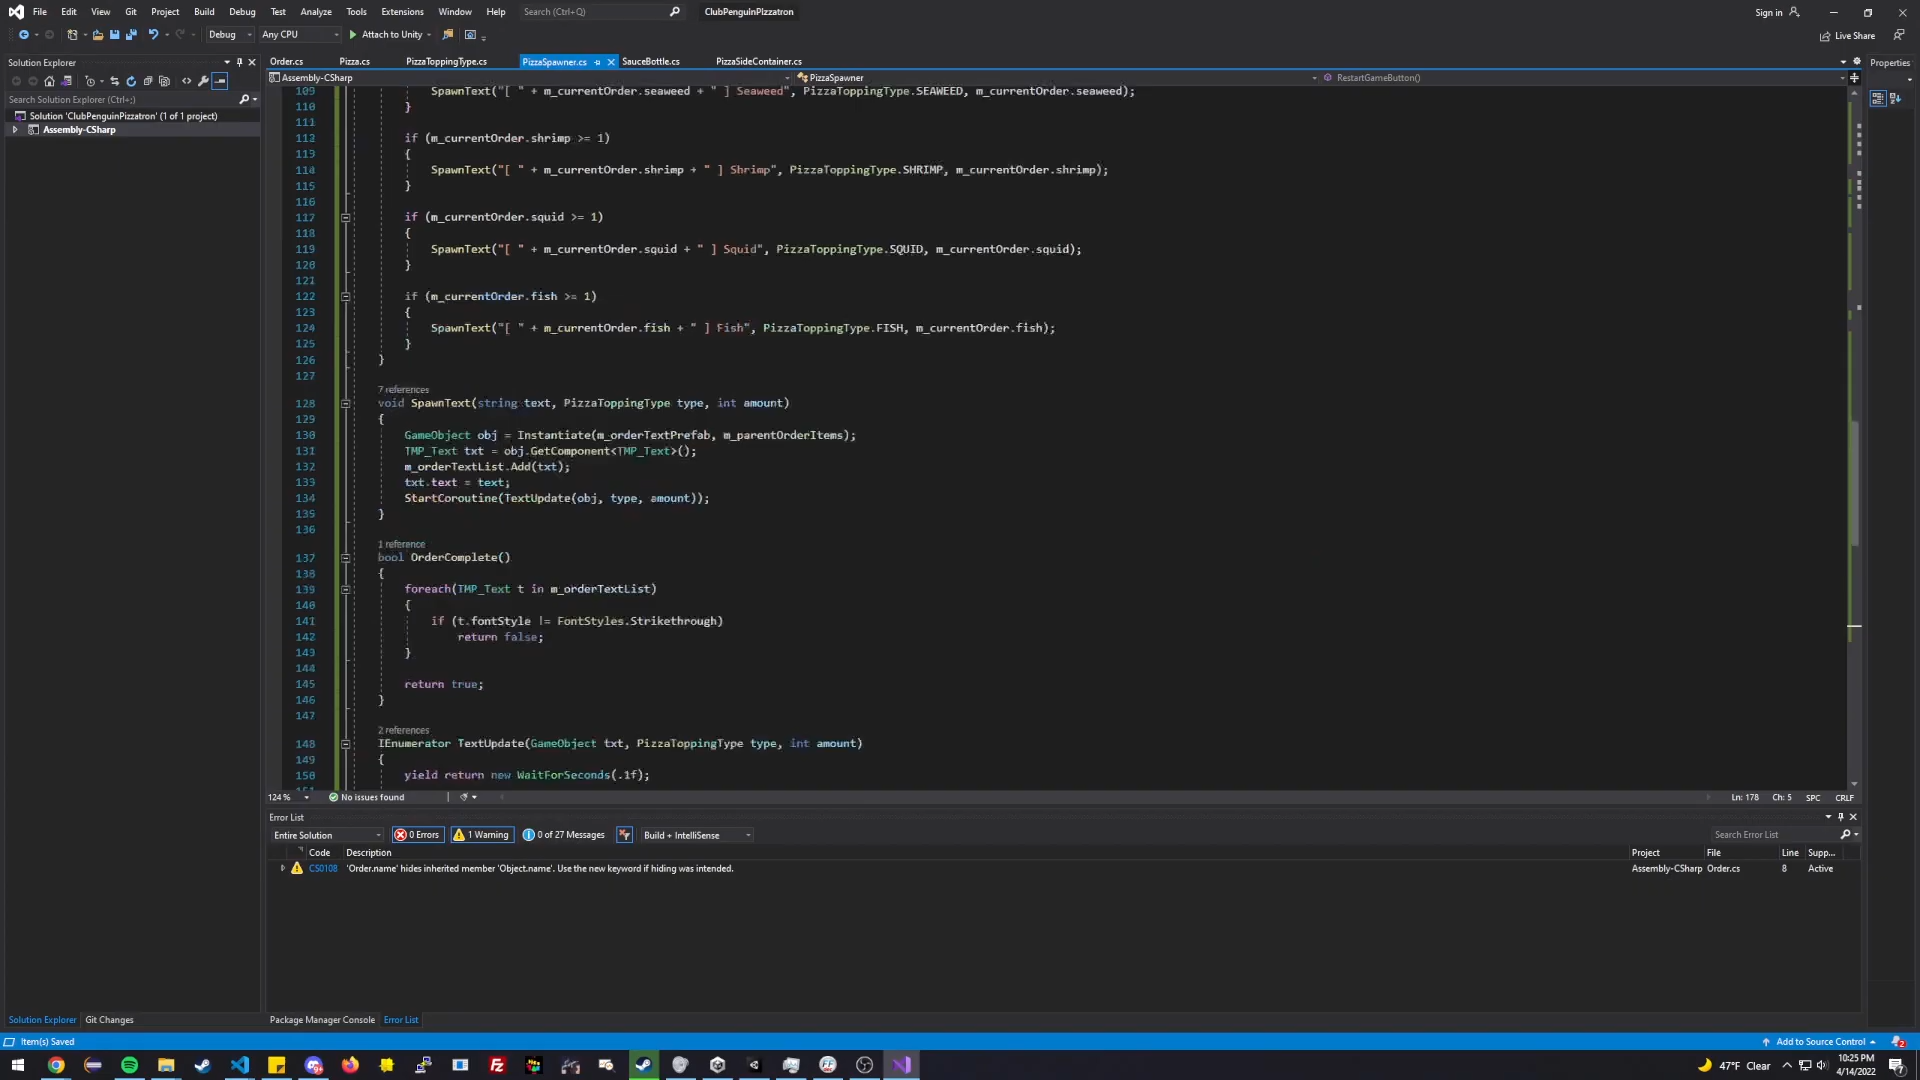 File Edit View Git Project Build Debug Test Analyze Tools Extensions Window Help Search (Ctrl+Q) ClubPenguinPizzatron Sign in
Debug Any CPU Attach to Unity Live Share
Solution Explorer Order.cs Pizza.cs PizzaToppingType.cs PizzaSpawner.cs SauceBottle.cs PizzaSideContainer.cs Properties
Assembly-CSharp PizzaSpawner RestartGameButton()
Search Solution Explorer (Ctrl+;)
Solution 'ClubPenguinPizzatron' (1 of 1 project)
Assembly-CSharp
109 SpawnText("[ " + m_currentOrder.seaweed + " ] Seaweed", PizzaToppingType.SEAWEED, m_currentOrder.seaweed);
110 }
111
112 if (m_currentOrder.shrimp >= 1)
113 {
114 SpawnText("[ " + m_currentOrder.shrimp + " ] Shrimp", PizzaToppingType.SHRIMP, m_currentOrder.shrimp);
115 }
116
117 if (m_currentOrder.squid >= 1)
118 {
119 SpawnText("[ " + m_currentOrder.squid + " ] Squid", PizzaToppingType.SQUID, m_currentOrder.squid);
120 }
121
122 if (m_currentOrder.fish >= 1)
123 {
124 SpawnText("[ " + m_currentOrder.fish + " ] Fish", PizzaToppingType.FISH, m_currentOrder.fish);
125 }
126 }
127
7 references
128 void SpawnText(string text, PizzaToppingType type, int amount)
129 {
130 GameObject obj = Instantiate(m_orderTextPrefab, m_parentOrderItems);
131 TMP_Text txt = obj.GetComponent<TMP_Text>();
132 m_orderTextList.Add(txt);
133 txt.text = text;
134 StartCoroutine(TextUpdate(obj, type, amount));
135 }
136
1 reference
137 bool OrderComplete()
138 {
139 foreach(TMP_Text t in m_orderTextList)
140 {
141 if (t.fontStyle != FontStyles.Strikethrough)
142 return false;
143 }
144
145 return true;
146 }
147
2 references
148 IEnumerator TextUpdate(GameObject txt, PizzaToppingType type, int amount)
149 {
150 yield return new WaitForSeconds(.1f);
124 % No issues found Ln: 178 Ch: 5 SPC CRLF
Error List
Entire Solution 0 Errors 1 Warning 0 of 27 Messages Build + IntelliSense Search Error List
Code Description Project File Line Supp...
CS0108 'Order.name' hides inherited member 'Object.name'. Use the new keyword if hiding was intended. Assembly-CSharp Order.cs 8 Active
Solution Explorer Git Changes Package Manager Console Error List
Item(s) Saved Add to Source Control 2
47°F Clear 10:25 PM
4/14/2022